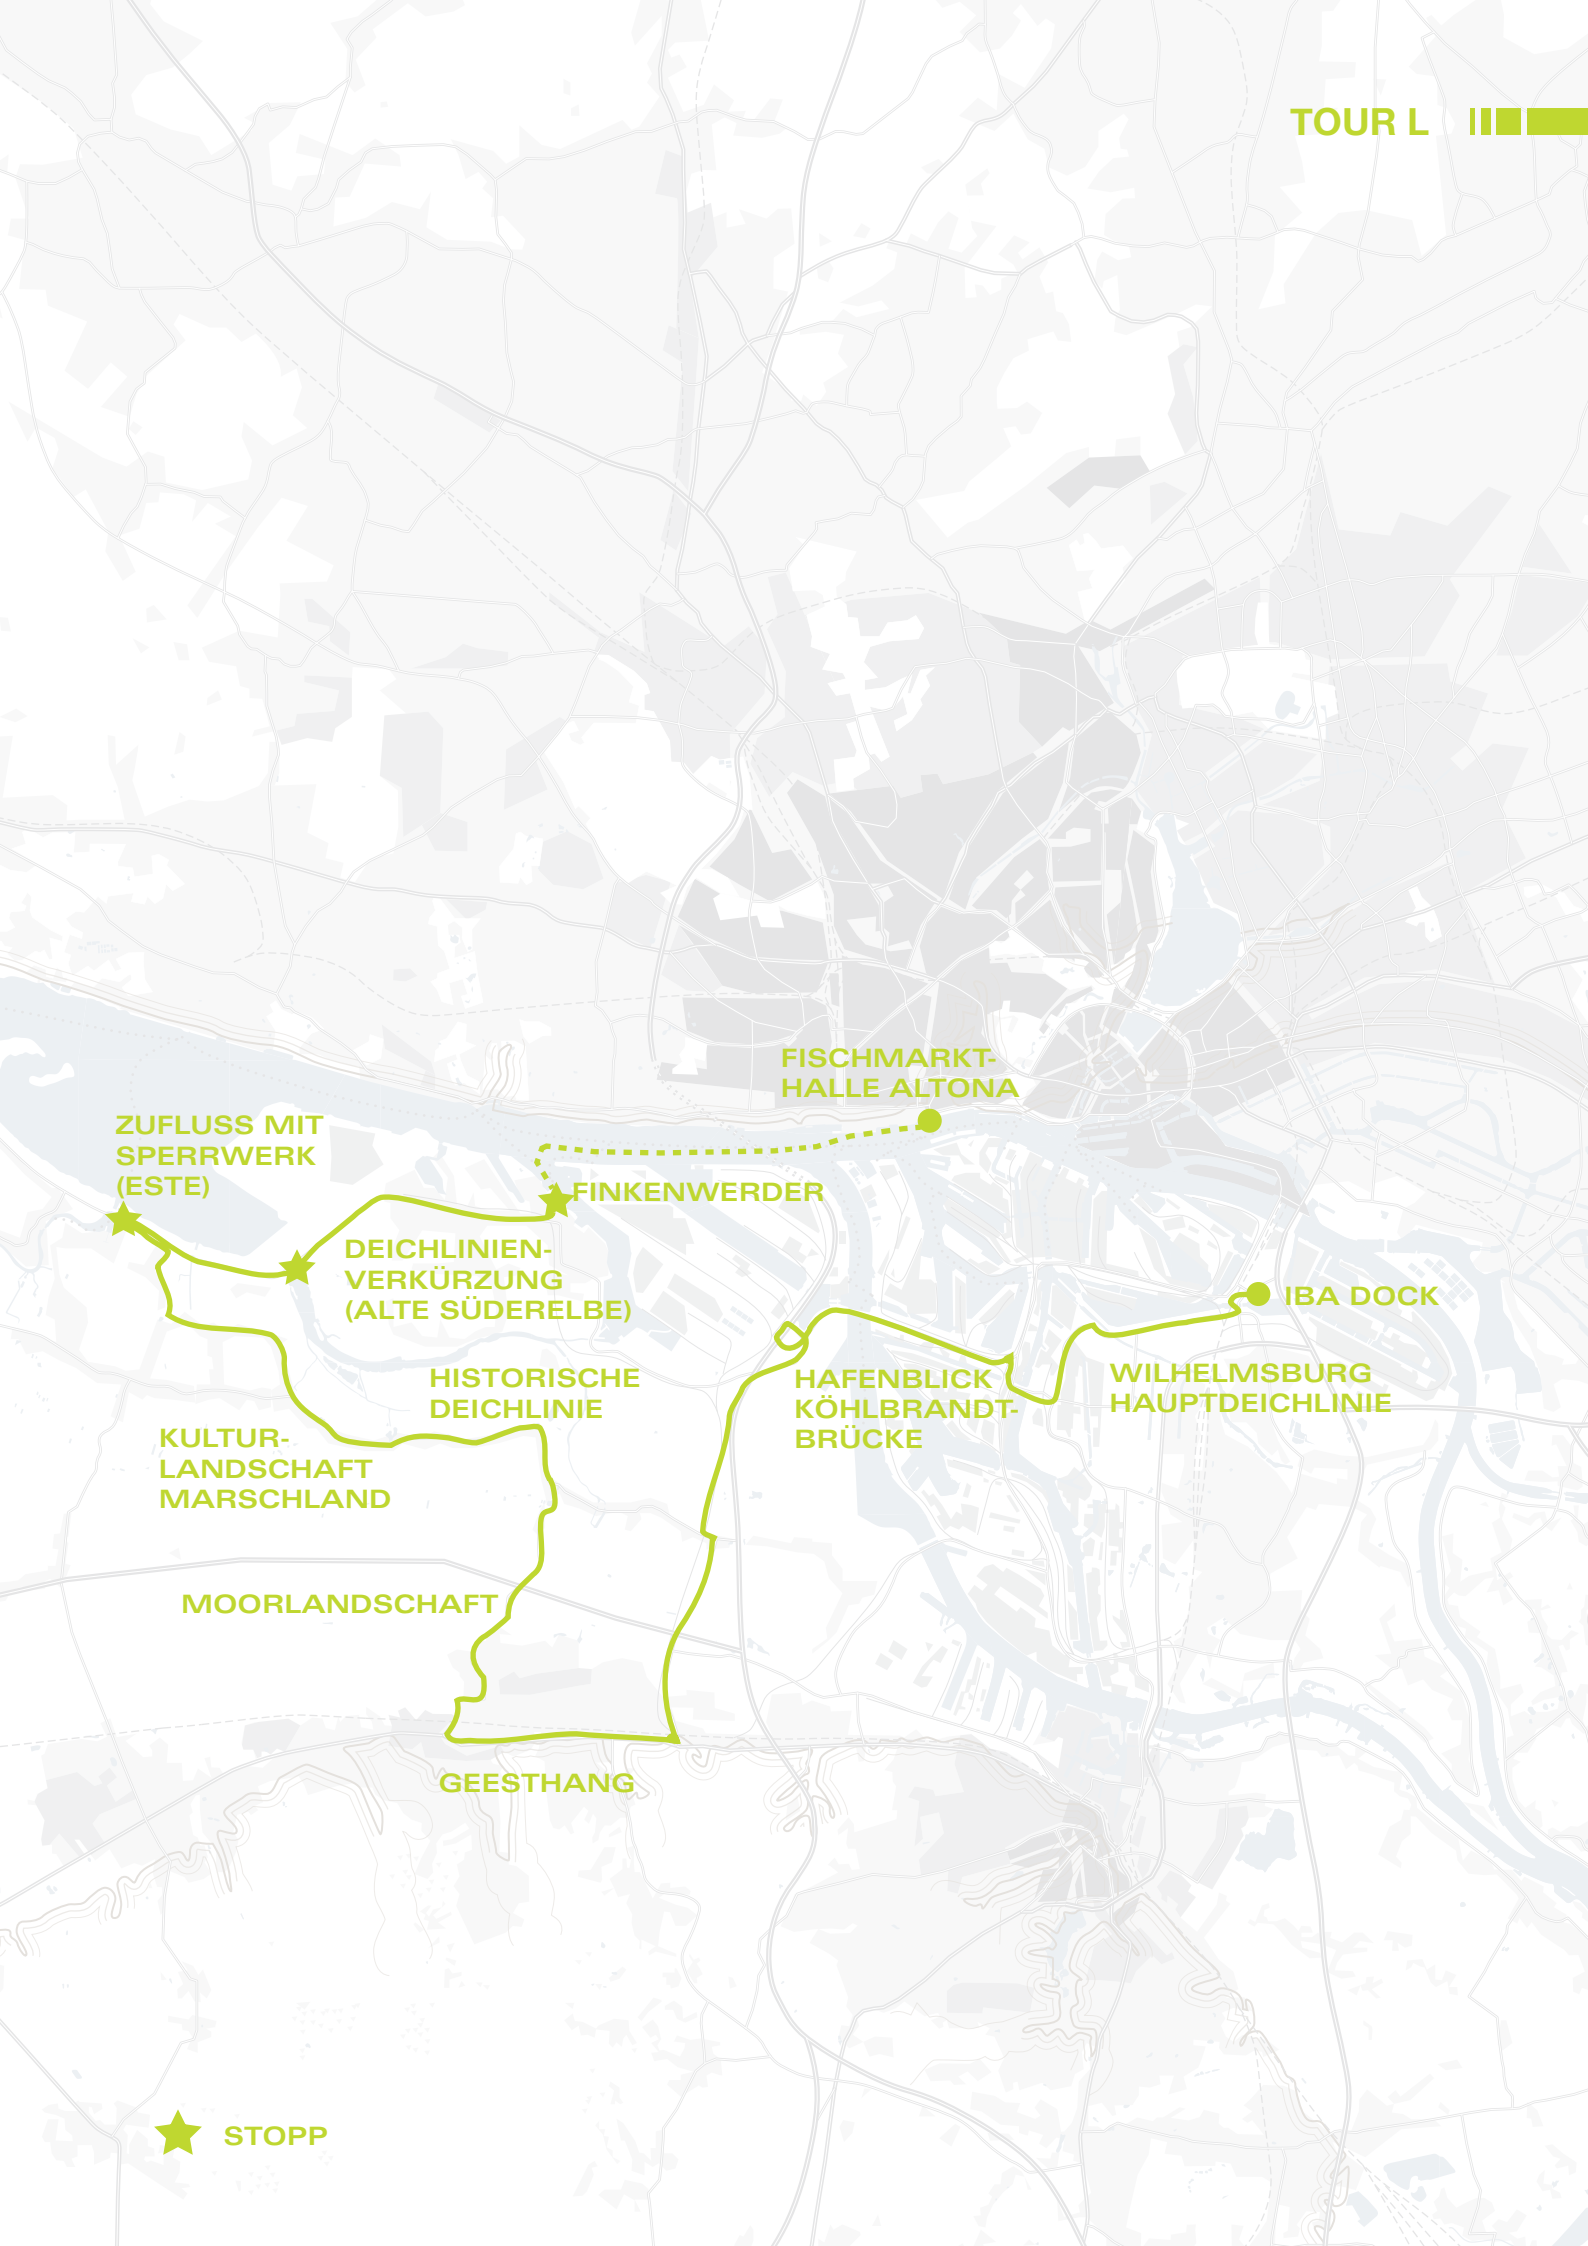 TOUR L
FISCHMARKT-
HALLE ALTONA
ZUFLUSS MIT
SPERRWERK
(ESTE)
FINKENWERDER
DEICHLINIEN-
VERKÜRZUNG
(ALTE SÜDERELBE)
IBA DOCK
HISTORISCHE
DEICHLINIE
HAFENBLICK
KÖHLBRANDT-
BRÜCKE
WILHELMSBURG
HAUPTDEICHLINIE
KULTUR-
LANDSCHAFT
MARSCHLAND
MOORLANDSCHAFT
GEESTHANG
STOPP